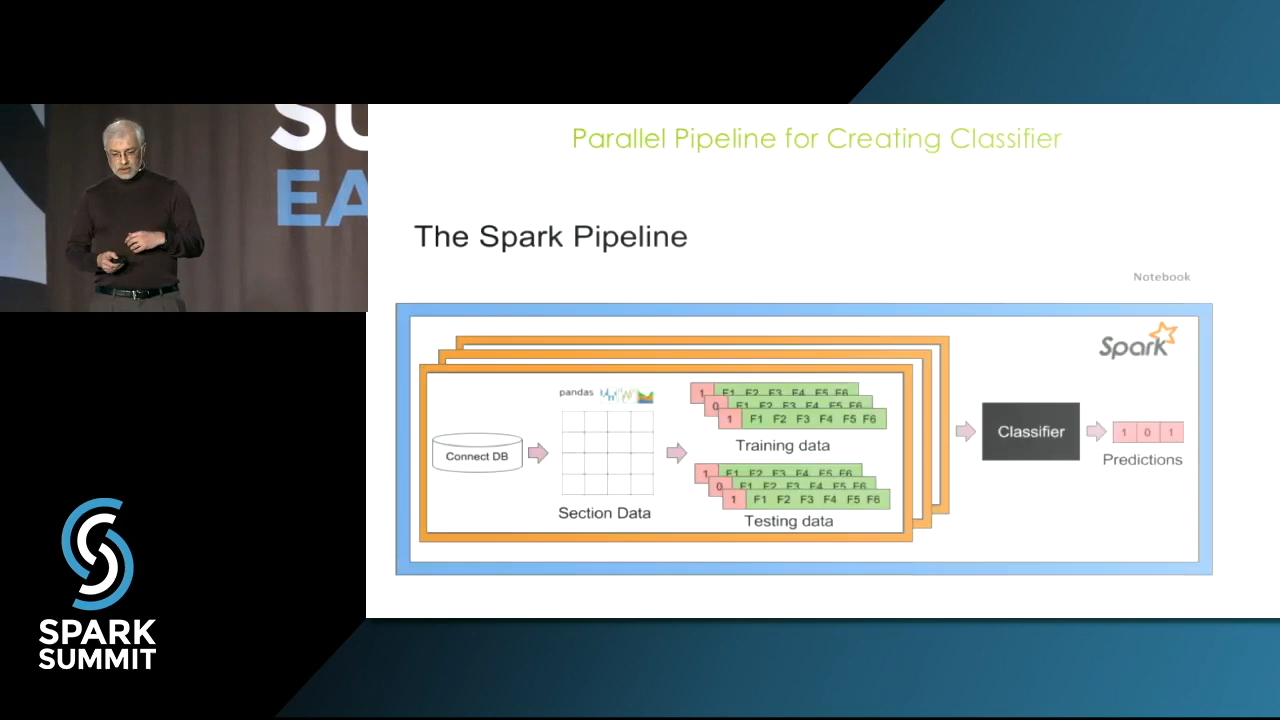 SU
EA
Parallel Pipeline for Creating Classifier
The Spark Pipeline
Notebook
Spark
pandas
Connect DB
Section Data
1 F1 F2 F3 F4 F5 F6
0 F1 F2 F3 F4 F5 F6
1 F1 F2 F3 F4 F5 F6
Training data
1 F1 F2 F3 F4 F5 F6
0 F1 F2 F3 F4 F5 F6
1 F1 F2 F3 F4 F5 F6
Testing data
Classifier
1 0 1
Predictions
SPARK
SUMMIT